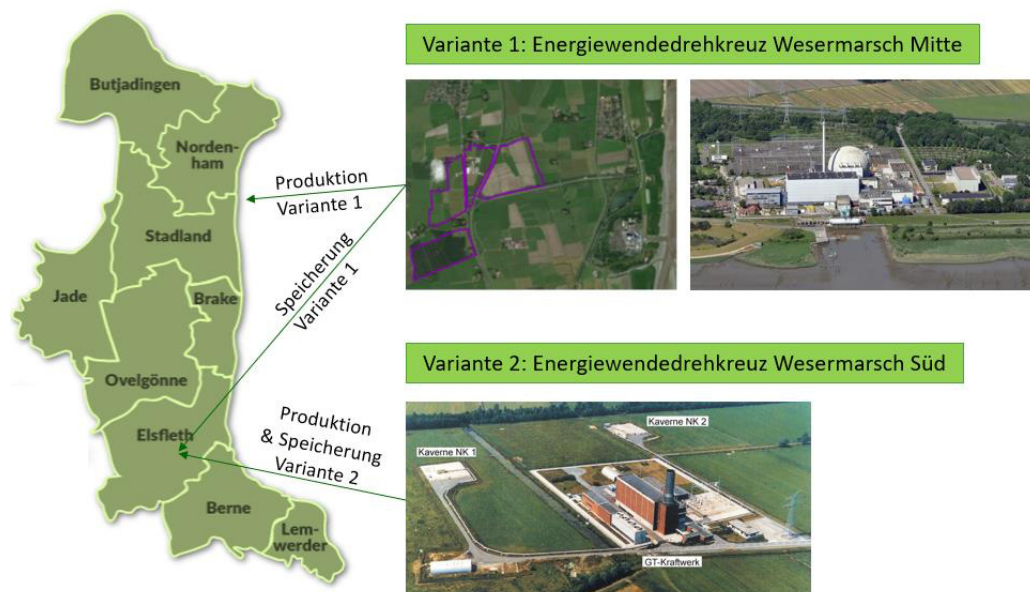 Butjadingen
Norden-
ham
Stadland
Jade
Brake
Ovelgönne
Elsfleth
Berne
Lem-
werder
Produktion
Variante 1
Speicherung
Variante 1
Produktion
& Speicherung
Variante 2
Variante 1: Energiewendedrehkreuz Wesermarsch Mitte
Variante 2: Energiewendedrehkreuz Wesermarsch Süd
Kaverne NK 2
Kaverne NK 1
GT-Kraftwerk